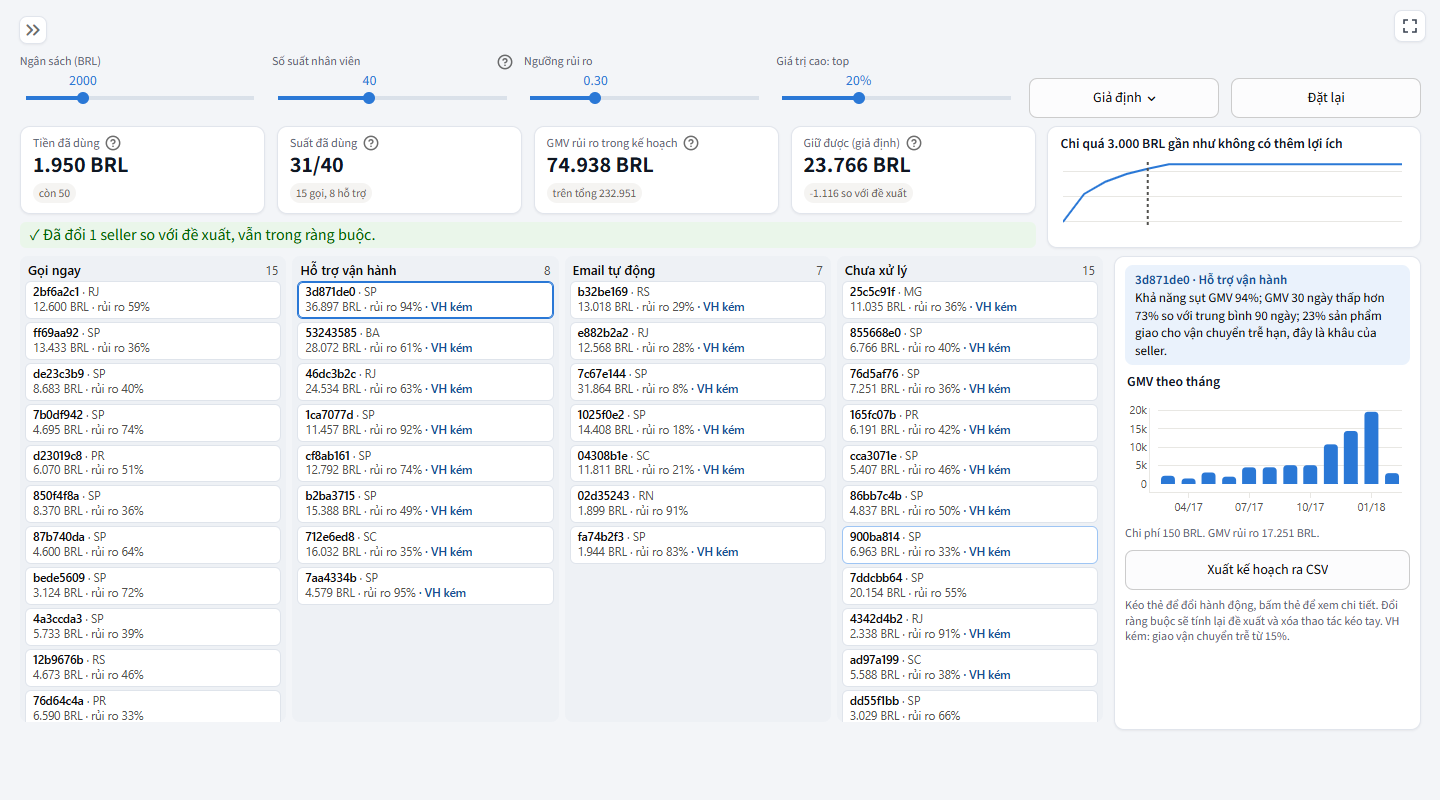 Ngân sách (BRL)
2000
Số suất nhân viên
40
Ngưỡng rủi ro
0.30
Giá trị cao: top
20%
Giả định
Đặt lại
Tiền đã dùng
1.950 BRL
còn 50
Suất đã dùng
31/40
15 gọi, 8 hỗ trợ
GMV rủi ro trong kế hoạch
74.938 BRL
trên tổng 232.951
Giữ được (giả định)
23.766 BRL
-1.116 so với đề xuất
Chi quá 3.000 BRL gần như không có thêm lợi ích
✓ Đã đổi 1 seller so với đề xuất, vẫn trong ràng buộc.
Gọi ngay 15
2bf6a2c1 · RJ
12.600 BRL · rủi ro 59%
ff69aa92 · SP
13.433 BRL · rủi ro 36%
de23c3b9 · SP
8.683 BRL · rủi ro 40%
7b0df942 · SP
4.695 BRL · rủi ro 74%
d23019c8 · PR
6.070 BRL · rủi ro 51%
850f4f8a · SP
8.370 BRL · rủi ro 36%
87b740da · SP
4.600 BRL · rủi ro 64%
bede5609 · SP
3.124 BRL · rủi ro 72%
4a3ccda3 · SP
5.733 BRL · rủi ro 39%
12b9676b · RS
4.673 BRL · rủi ro 46%
76d64c4a · PR
6.590 BRL · rủi ro 33%
Hỗ trợ vận hành 8
3d871de0 · SP
36.897 BRL · rủi ro 94% · VH kém
53243585 · BA
28.072 BRL · rủi ro 61% · VH kém
46dc3b2c · RJ
24.534 BRL · rủi ro 63% · VH kém
1ca7077d · SP
11.457 BRL · rủi ro 92% · VH kém
cf8ab161 · SP
12.792 BRL · rủi ro 74% · VH kém
b2ba3715 · SP
15.388 BRL · rủi ro 49% · VH kém
712e6ed8 · SC
16.032 BRL · rủi ro 35% · VH kém
7aa4334b · SP
4.579 BRL · rủi ro 95% · VH kém
Email tự động 7
b32be169 · RS
13.018 BRL · rủi ro 29% · VH kém
e882b2a2 · RJ
12.568 BRL · rủi ro 28% · VH kém
7c67e144 · SP
31.864 BRL · rủi ro 8% · VH kém
1025f0e2 · SP
14.408 BRL · rủi ro 18% · VH kém
04308b1e · SC
11.811 BRL · rủi ro 21% · VH kém
02d35243 · RN
1.899 BRL · rủi ro 91%
fa74b2f3 · SP
1.944 BRL · rủi ro 83% · VH kém
Chưa xử lý 15
25c5c91f · MG
11.035 BRL · rủi ro 36% · VH kém
855668e0 · SP
6.766 BRL · rủi ro 40% · VH kém
76d5af76 · SP
7.251 BRL · rủi ro 36% · VH kém
165fc07b · PR
6.191 BRL · rủi ro 42% · VH kém
cca3071e · SP
5.407 BRL · rủi ro 46% · VH kém
86bb7c4b · SP
4.837 BRL · rủi ro 50% · VH kém
900ba814 · SP
6.963 BRL · rủi ro 33% · VH kém
7ddcbb64 · SP
20.154 BRL · rủi ro 55%
4342d4b2 · RJ
2.338 BRL · rủi ro 91% · VH kém
ad97a199 · SC
5.588 BRL · rủi ro 38% · VH kém
dd55f1bb · SP
3.029 BRL · rủi ro 66%
3d871de0 · Hỗ trợ vận hành
Khả năng sụt GMV 94%; GMV 30 ngày thấp hơn
73% so với trung bình 90 ngày; 23% sản phẩm
giao cho vận chuyển trễ hạn, đây là khâu của
seller.
GMV theo tháng
20k
15k
10k
5k
0
04/17 07/17 10/17 01/18
Chi phí 150 BRL. GMV rủi ro 17.251 BRL.
Xuất kế hoạch ra CSV
Kéo thẻ để đổi hành động, bấm thẻ để xem chi tiết. Đổi
ràng buộc sẽ tính lại đề xuất và xóa thao tác kéo tay. VH
kém: giao vận chuyển trễ từ 15%.